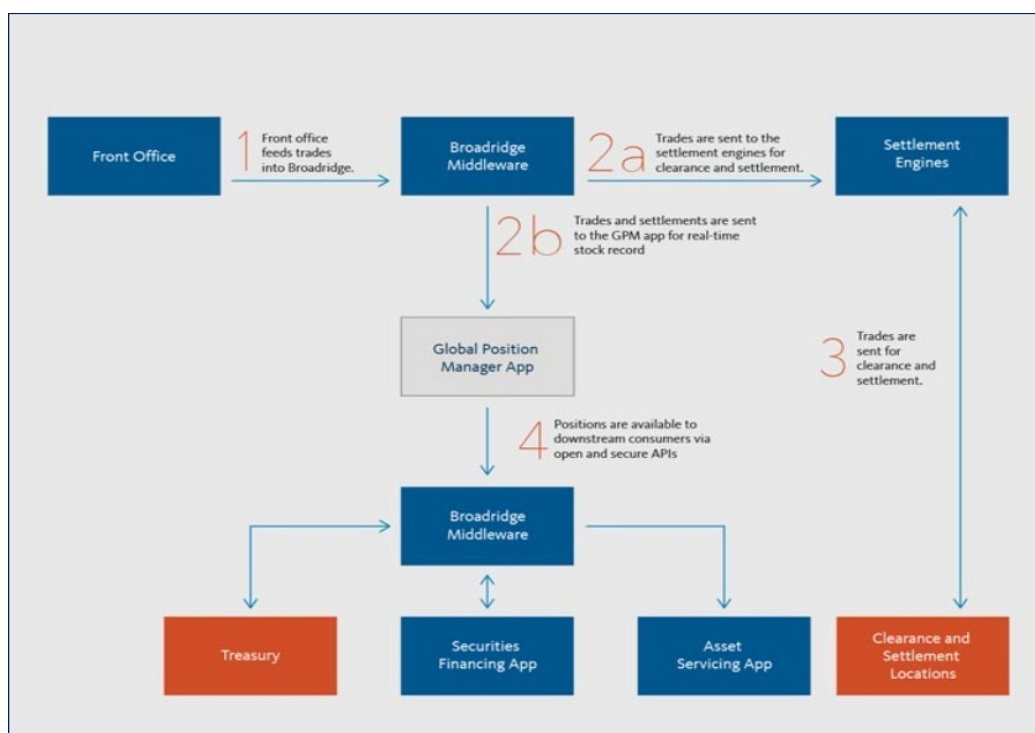 Front Office
1
Front office
feeds trades
into Broadridge.
Broadridge
Middleware
2a
Trades are sent to the
settlement engines for
clearance and settlement.
Settlement
Engines
2b
Trades and settlements are sent
to the GPM app for real-time
stock record
Global Position
Manager App
3
Trades are
sent for
clearance and
settlement.
4
Positions are available to
downstream consumers via
open and secure APIs
Broadridge
Middleware
Treasury
Securities
Financing App
Asset
Servicing App
Clearance and
Settlement
Locations